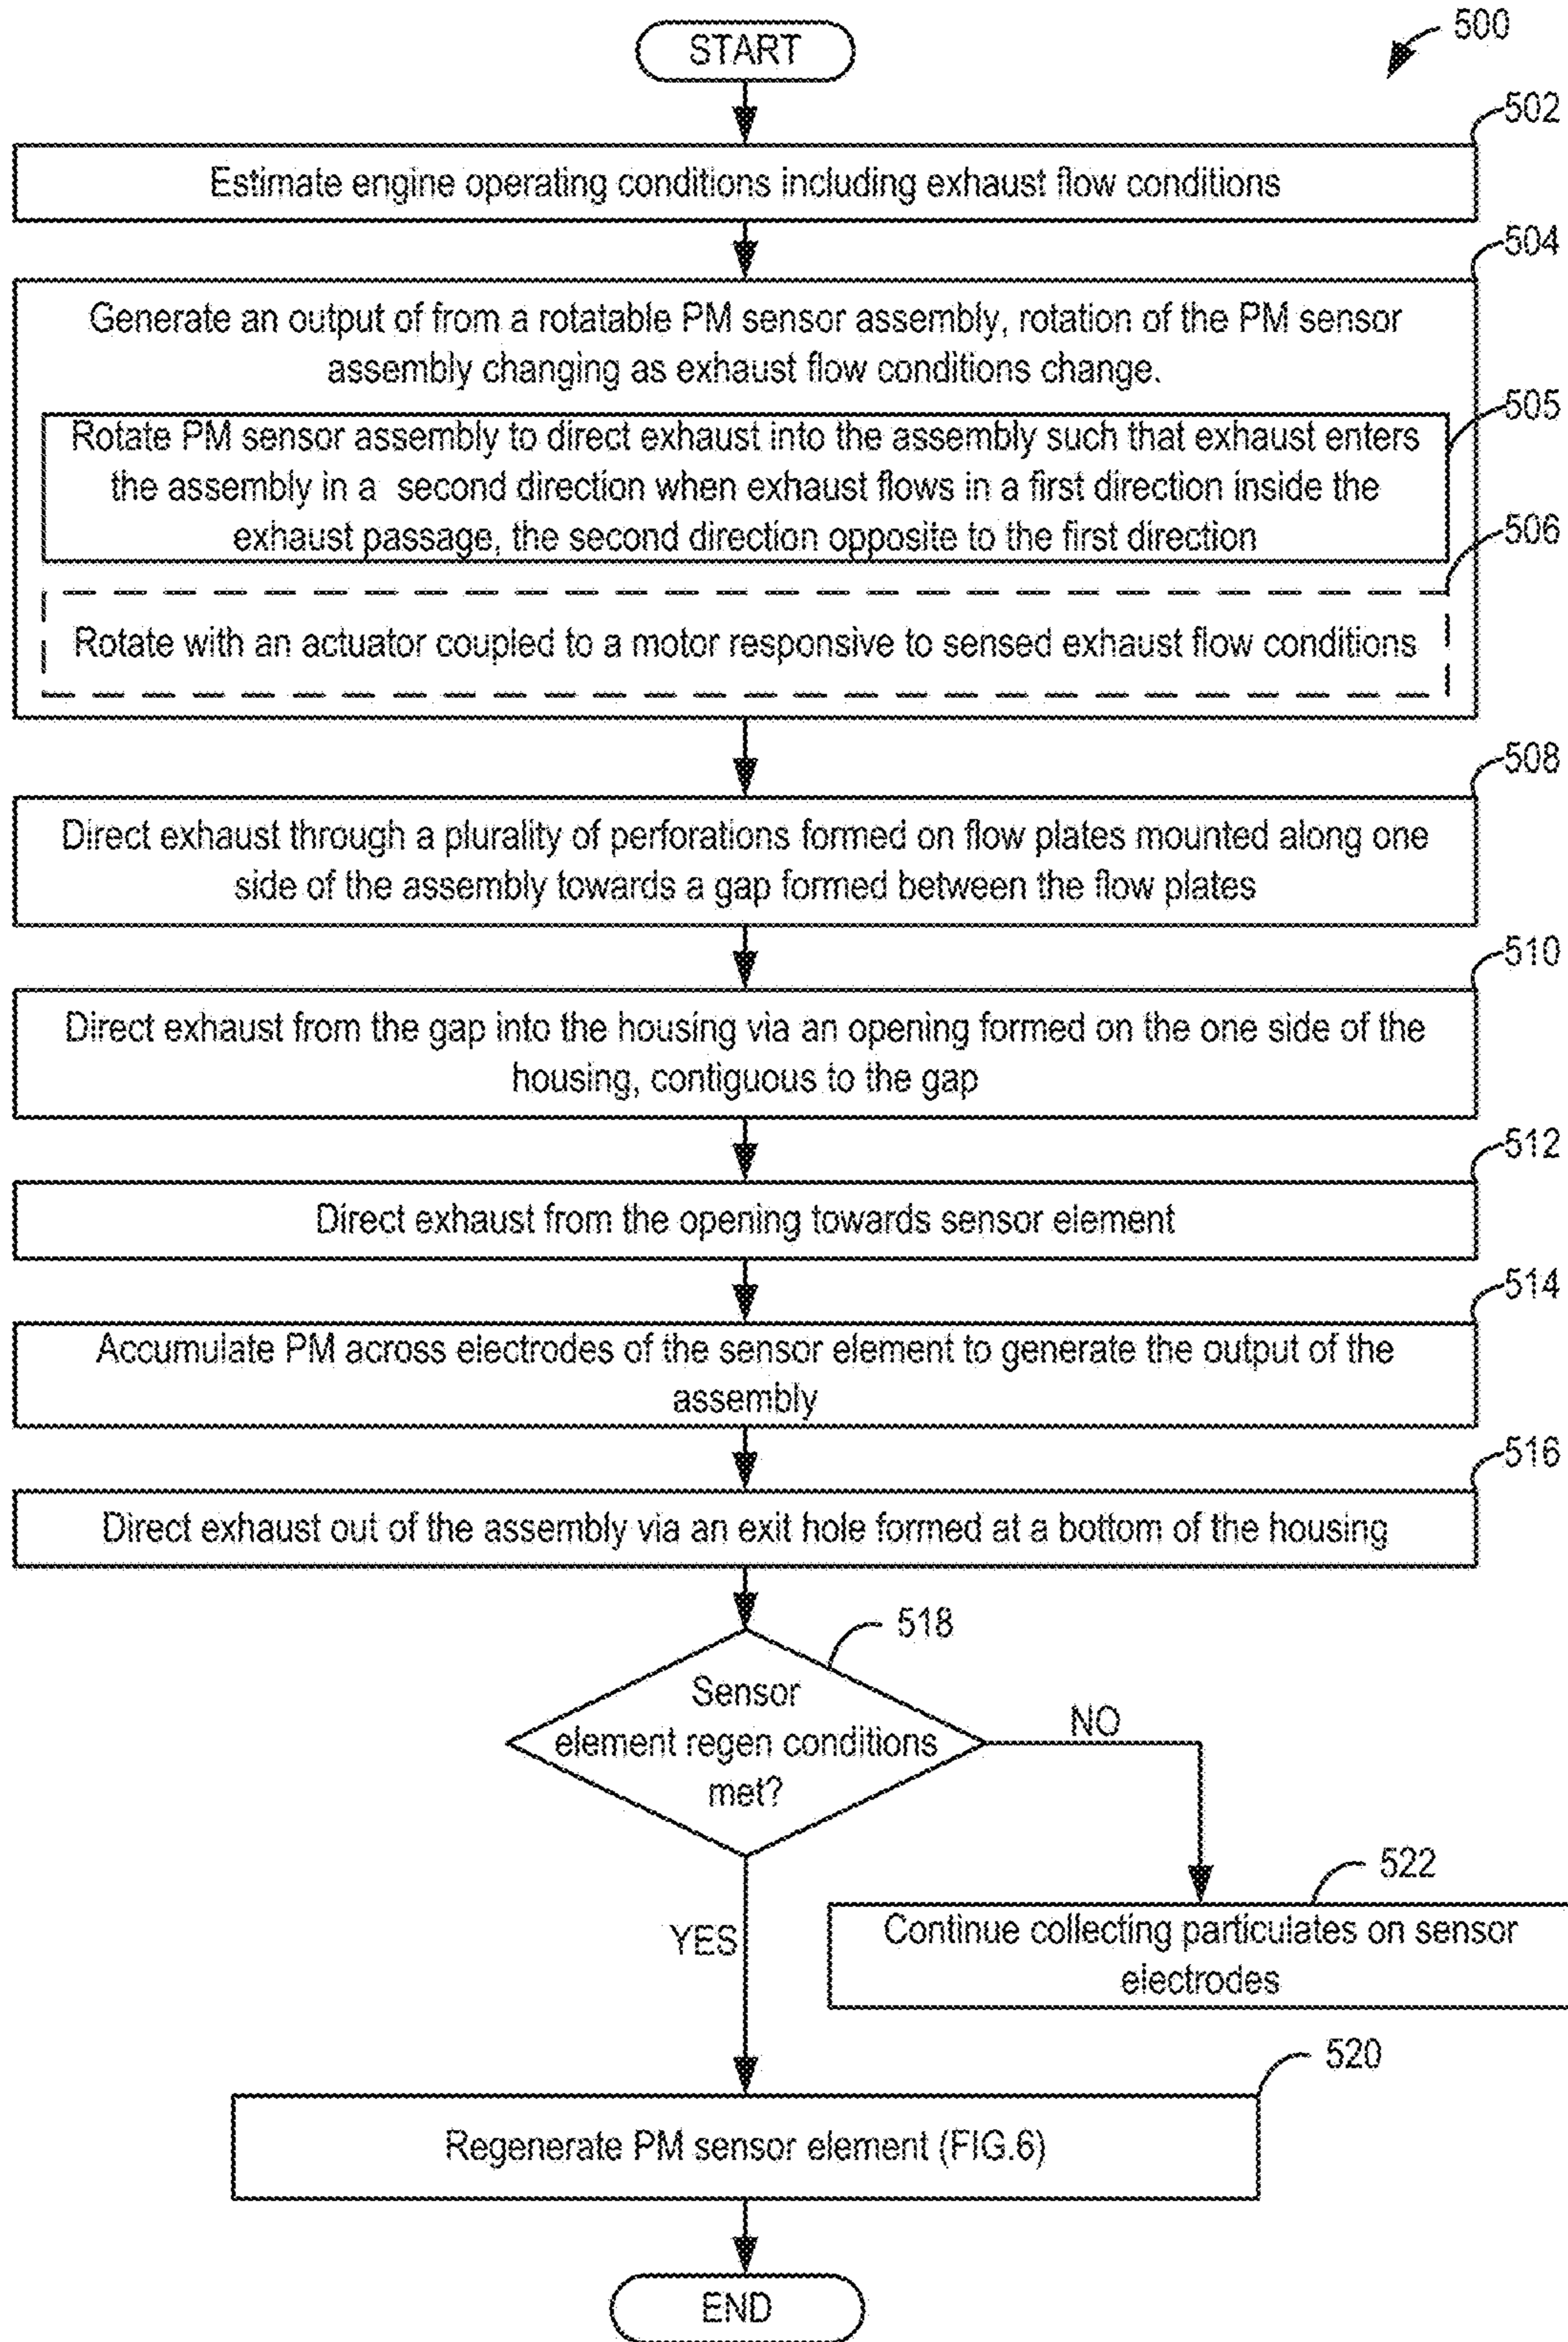 START
500
502
Estimate engine operating conditions including exhaust flow conditions
504
Generate an output of from a rotatable PM sensor assembly, rotation of the PM sensor
assembly changing as exhaust flow conditions change.
505
Rotate PM sensor assembly to direct exhaust into the assembly such that exhaust enters
the assembly in a second direction when exhaust flows in a first direction inside the
exhaust passage, the second direction opposite to the first direction
506
Rotate with an actuator coupled to a motor responsive to sensed exhaust flow conditions
508
Direct exhaust through a plurality of perforations formed on flow plates mounted along one
side of the assembly towards a gap formed between the flow plates
510
Direct exhaust from the gap into the housing via an opening formed on the one side of the
housing, contiguous to the gap
512
Direct exhaust from the opening towards sensor element
514
Accumulate PM across electrodes of the sensor element to generate the output of the
assembly
516
Direct exhaust out of the assembly via an exit hole formed at a bottom of the housing
518
Sensor
element regen conditions
met?
NO
522
Continue collecting particulates on sensor
electrodes
YES
520
Regenerate PM sensor element (FIG.6)
END